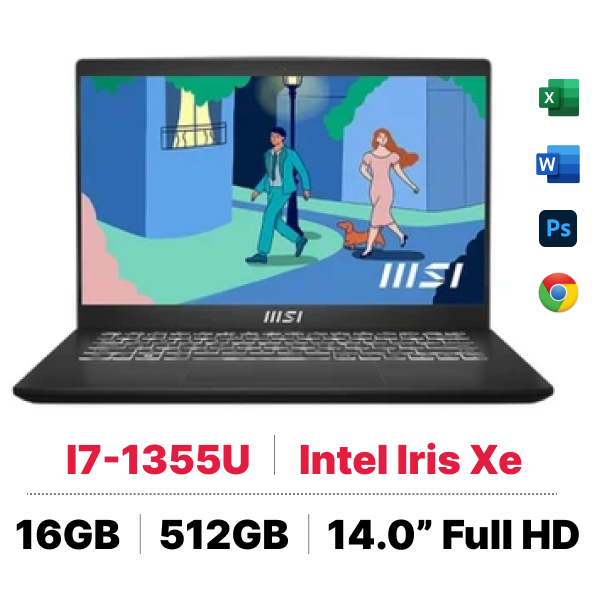 X
W
Ps
msi
msi
I7-1355U | Intel Iris Xe
16GB | 512GB | 14.0” Full HD